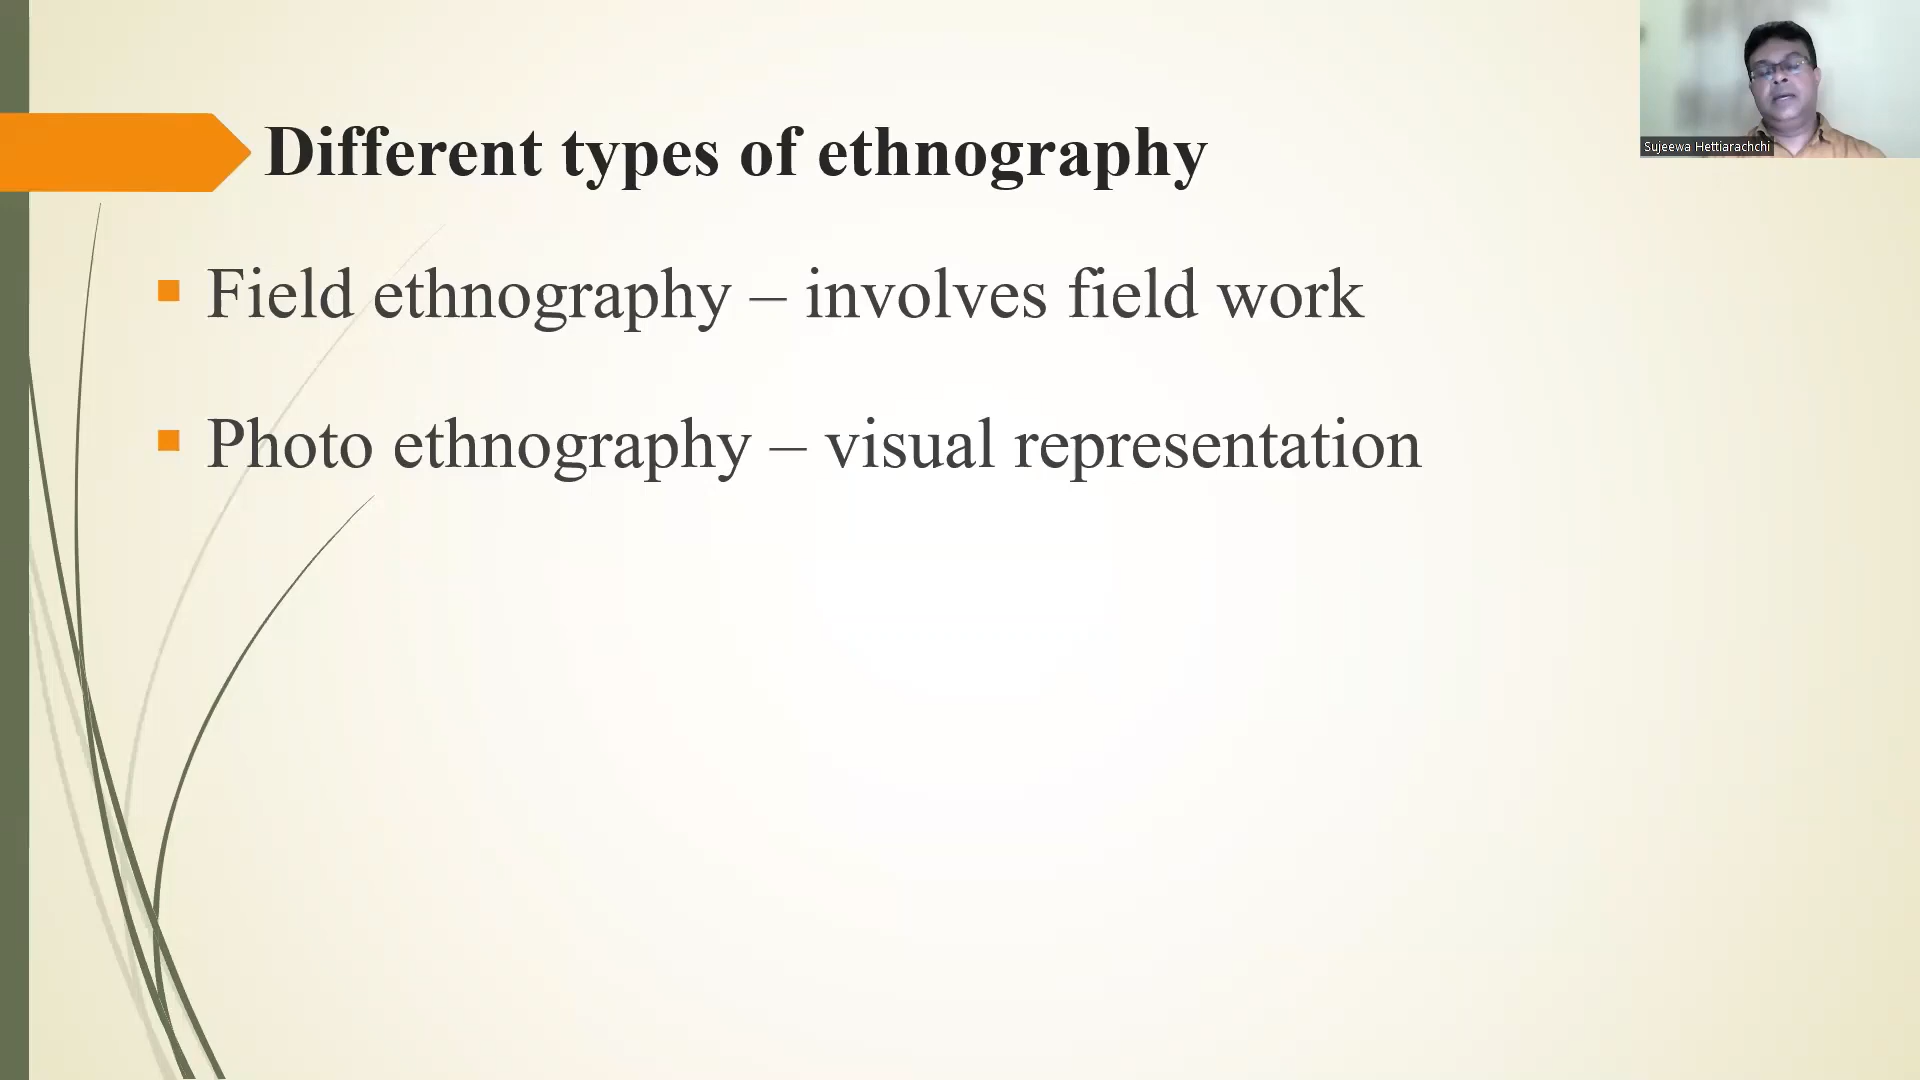 Different types of ethnography
Sujeewa Hettiarachchi
▪ Field ethnography – involves field work
▪ Photo ethnography – visual representation